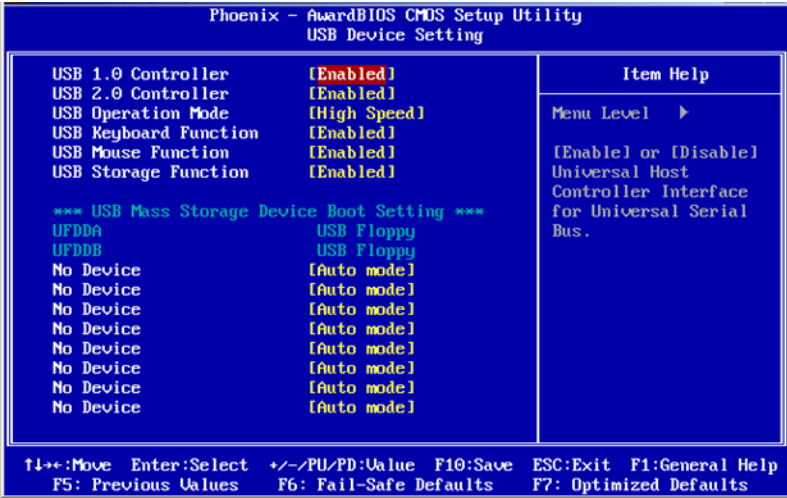 Phoenix - AwardBIOS CMOS Setup Utility
USB Device Setting
USB 1.0 Controller [Enabled]
USB 2.0 Controller [Enabled]
USB Operation Mode [High Speed]
USB Keyboard Function [Enabled]
USB Mouse Function [Enabled]
USB Storage Function [Enabled]
*** USB Mass Storage Device Boot Setting ***
UFDDA USB Floppy
UFDDB USB Floppy
No Device [Auto mode]
No Device [Auto mode]
No Device [Auto mode]
No Device [Auto mode]
No Device [Auto mode]
No Device [Auto mode]
No Device [Auto mode]
No Device [Auto mode]
Item Help
Menu Level ▶
[Enable] or [Disable]
Universal Host
Controller Interface
for Universal Serial
Bus.
↑↓→←:Move Enter:Select +/-/PU/PD:Value F10:Save ESC:Exit F1:General Help
F5: Previous Values F6: Fail-Safe Defaults F7: Optimized Defaults